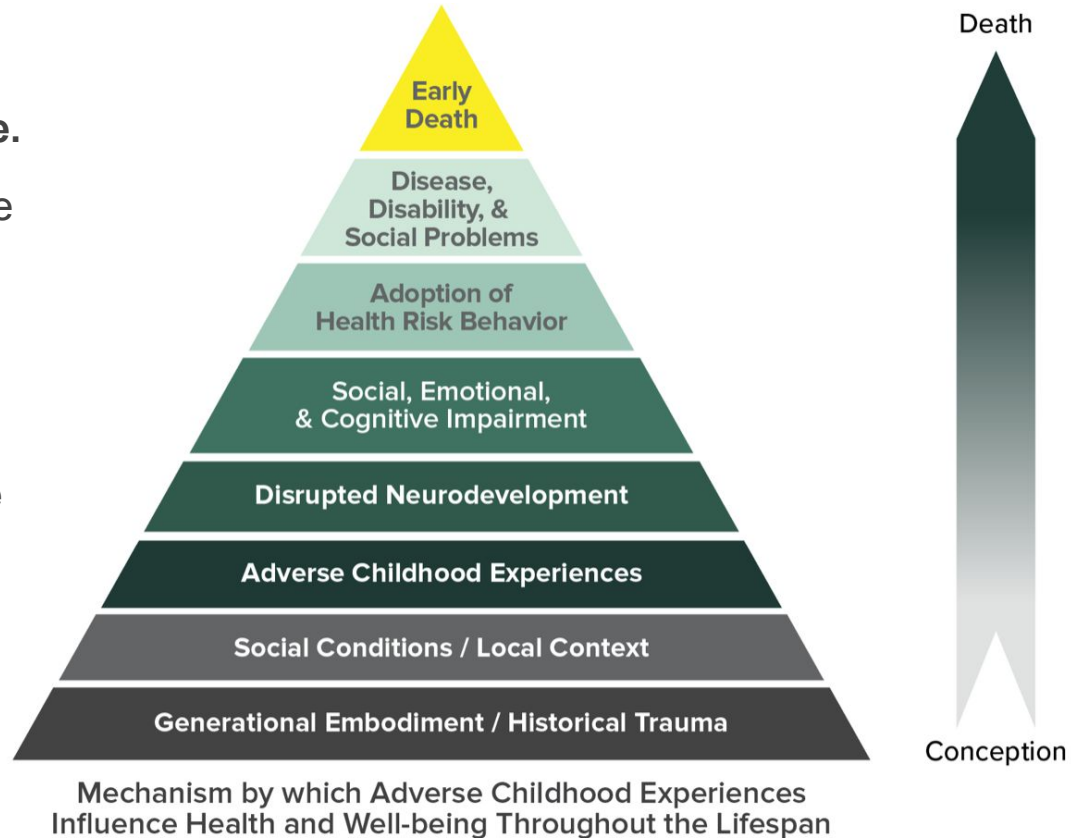 Death
Early
Death
e.
Disease,
Disability, &
Social Problems
e
Adoption of
Health Risk Behavior
Social, Emotional,
& Cognitive Impairment
e
Disrupted Neurodevelopment
Adverse Childhood Experiences
Social Conditions / Local Context
Generational Embodiment / Historical Trauma
Conception
Mechanism by which Adverse Childhood Experiences
Influence Health and Well-being Throughout the Lifespan